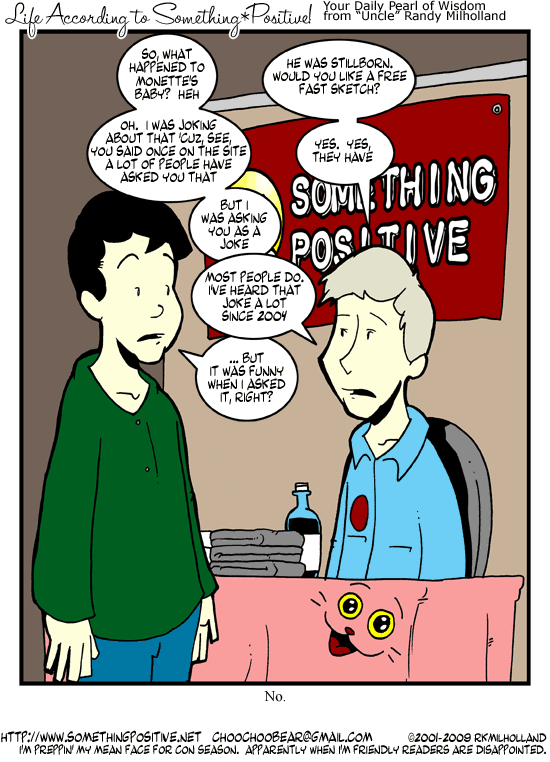 Life According to Something*Positive!
Your Daily Pearl of Wisdom
from "Uncle" Randy Milholland
SO, WHAT
HAPPENED TO
MONETTE'S
BABY? HEH
HE WAS STILLBORN.
WOULD YOU LIKE A FREE
FAST SKETCH?
OH. I WAS JOKING
ABOUT THAT 'CUZ, SEE,
YOU SAID ONCE ON THE SITE
A LOT OF PEOPLE HAVE
ASKED YOU THAT
YES. YES,
THEY HAVE
BUT I
WAS ASKING
YOU AS A
JOKE
MOST PEOPLE DO.
I'VE HEARD THAT
JOKE A LOT
SINCE 2004
... BUT
IT WAS FUNNY
WHEN I ASKED
IT, RIGHT?
SOMETHING
POSITIVE
No.
HTTP://WWW.SOMETHINGPOSITIVE.NET CHOOCHOOBEAR@GMAIL.COM ©2001-2009 RKMILHOLLAND
I'M PREPPIN' MY MEAN FACE FOR CON SEASON. APPARENTLY WHEN I'M FRIENDLY READERS ARE DISAPPOINTED.